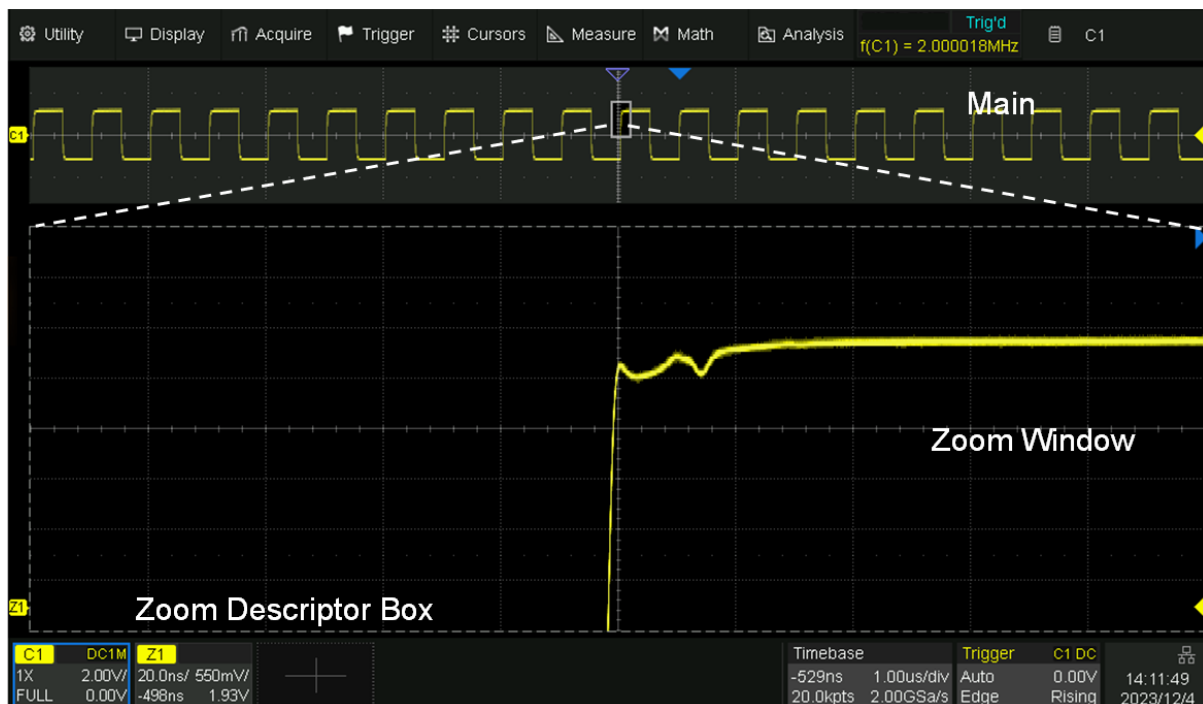 Utility Display Acquire Trigger Cursors Measure Math Analysis Trig'd C1
f(C1) = 2.000018MHz
Main
C1
Zoom Window
Z1
Zoom Descriptor Box
C1 DC1M Z1 Timebase Trigger C1 DC
1X 2.00V/ 20.0ns/ 550mV/ -529ns 1.00us/div Auto 0.00V 14:11:49
FULL 0.00V -498ns 1.93V 20.0kpts 2.00GSa/s Edge Rising 2023/12/4